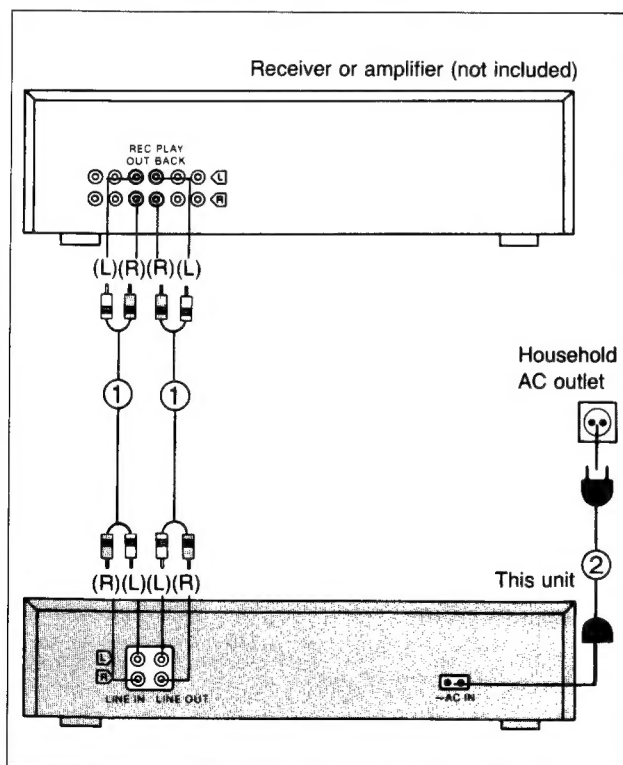 Receiver or amplifier (not included)
REC PLAY
OUT BACK
L
R
(L)(R)(R)(L)
Household
AC outlet
1
1
2
(R)(L)(L)(R)
This unit
L
R
LINE IN LINE OUT
~AC IN